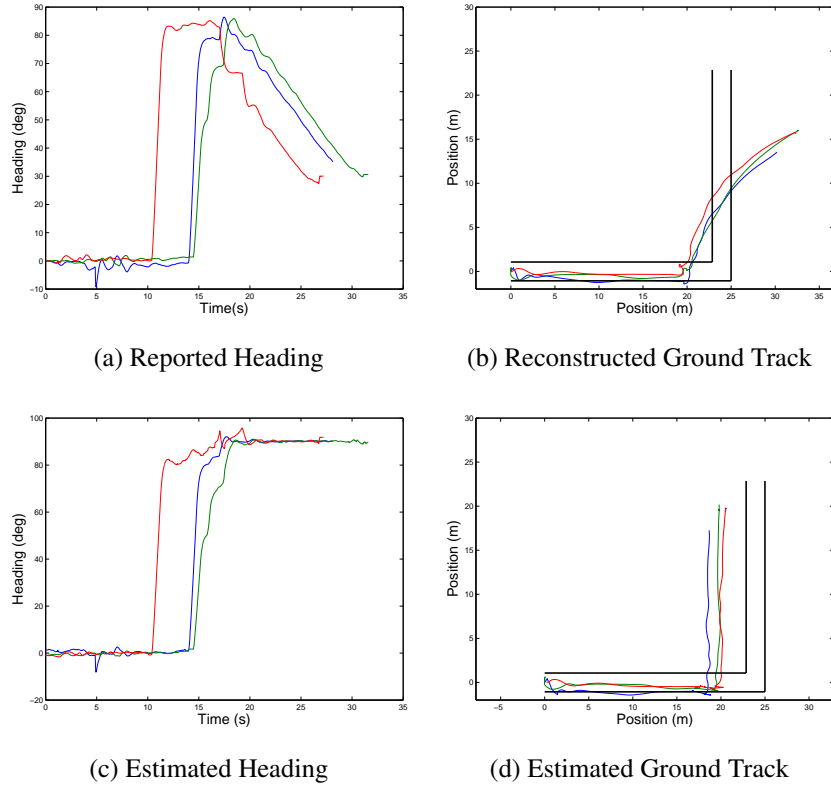 90
80
70
60
50
40
30
20
10
0
−10
0 5 10 15 20 25 30 35
Heading (deg)
Time(s)
(a) Reported Heading
30
25
20
15
10
5
0
0 5 10 15 20 25 30
Position (m)
Position (m)
(b) Reconstructed Ground Track
100
80
60
40
20
0
−20
0 5 10 15 20 25 30 35
Heading (deg)
Time (s)
(c) Estimated Heading
30
25
20
15
10
5
0
−5 0 5 10 15 20 25 30
Position (m)
Position (m)
(d) Estimated Ground Track